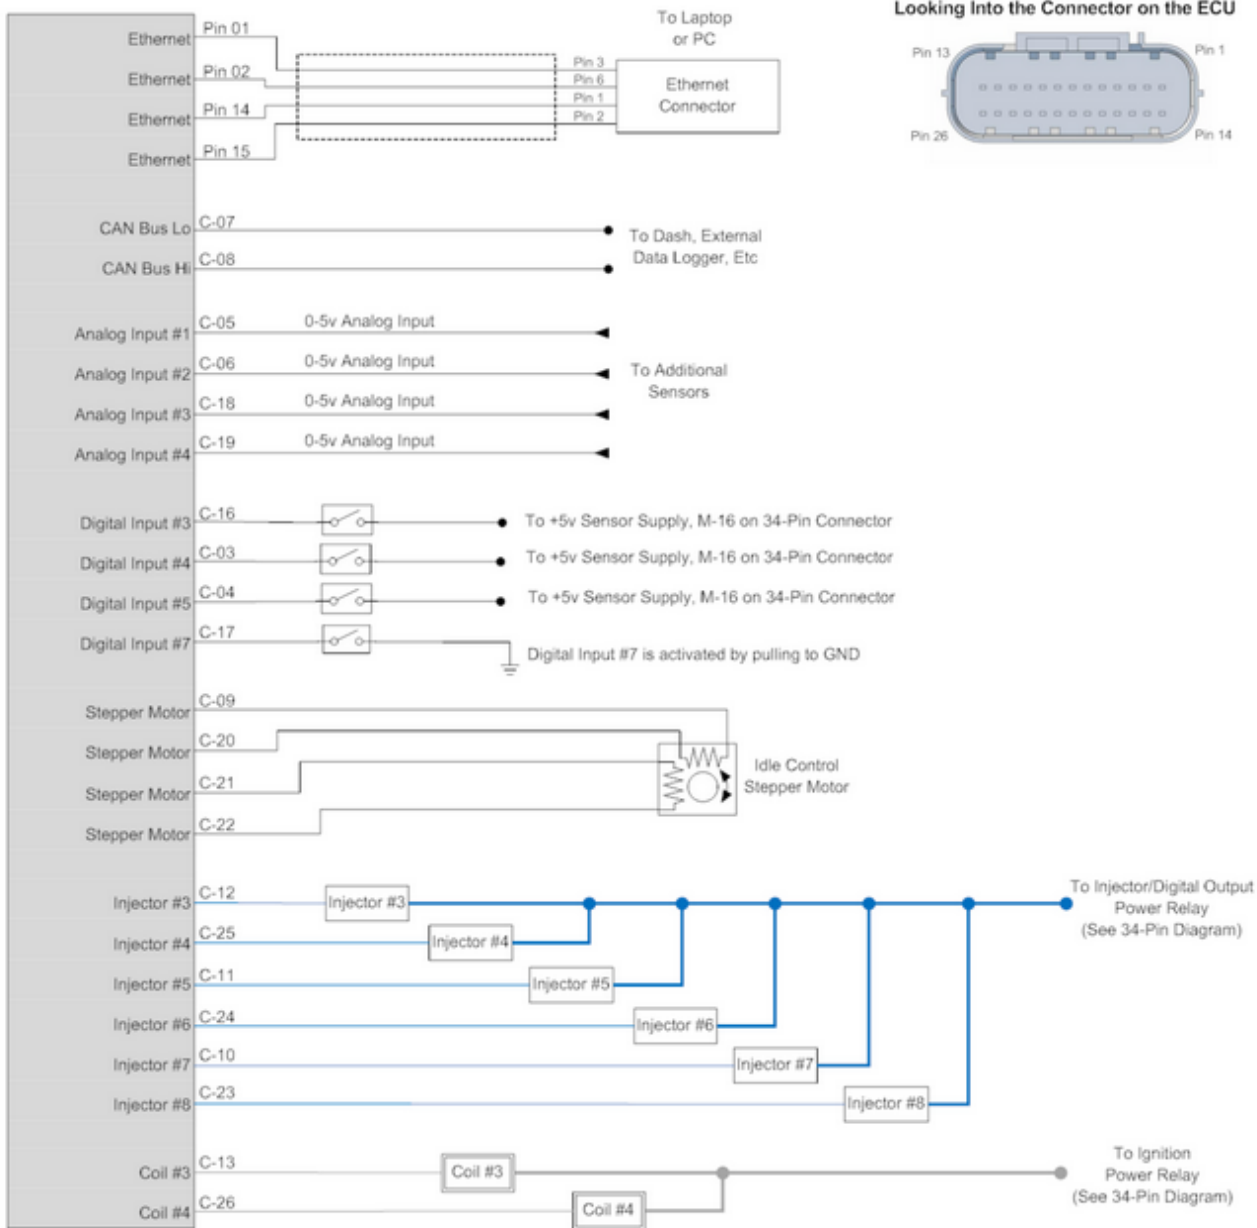 Looking Into the Connector on the ECU
Pin 13
Pin 1
Pin 26
Pin 14
To Laptop
or PC
Ethernet Pin 01
Ethernet Pin 02
Ethernet Pin 14
Ethernet Pin 15
Pin 3
Pin 6
Pin 1
Pin 2
Ethernet
Connector
CAN Bus Lo C-07
CAN Bus Hi C-08
To Dash, External
Data Logger, Etc
Analog Input #1 C-05 0-5v Analog Input
Analog Input #2 C-06 0-5v Analog Input
Analog Input #3 C-18 0-5v Analog Input
Analog Input #4 C-19 0-5v Analog Input
To Additional
Sensors
Digital Input #3 C-16 To +5v Sensor Supply, M-16 on 34-Pin Connector
Digital Input #4 C-03 To +5v Sensor Supply, M-16 on 34-Pin Connector
Digital Input #5 C-04 To +5v Sensor Supply, M-16 on 34-Pin Connector
Digital Input #7 C-17 Digital Input #7 is activated by pulling to GND
Stepper Motor C-09
Stepper Motor C-20
Stepper Motor C-21
Stepper Motor C-22
Idle Control
Stepper Motor
Injector #3 C-12 Injector #3
Injector #4 C-25 Injector #4
Injector #5 C-11 Injector #5
Injector #6 C-24 Injector #6
Injector #7 C-10 Injector #7
Injector #8 C-23 Injector #8
To Injector/Digital Output
Power Relay
(See 34-Pin Diagram)
Coil #3 C-13 Coil #3
Coil #4 C-26 Coil #4
To Ignition
Power Relay
(See 34-Pin Diagram)